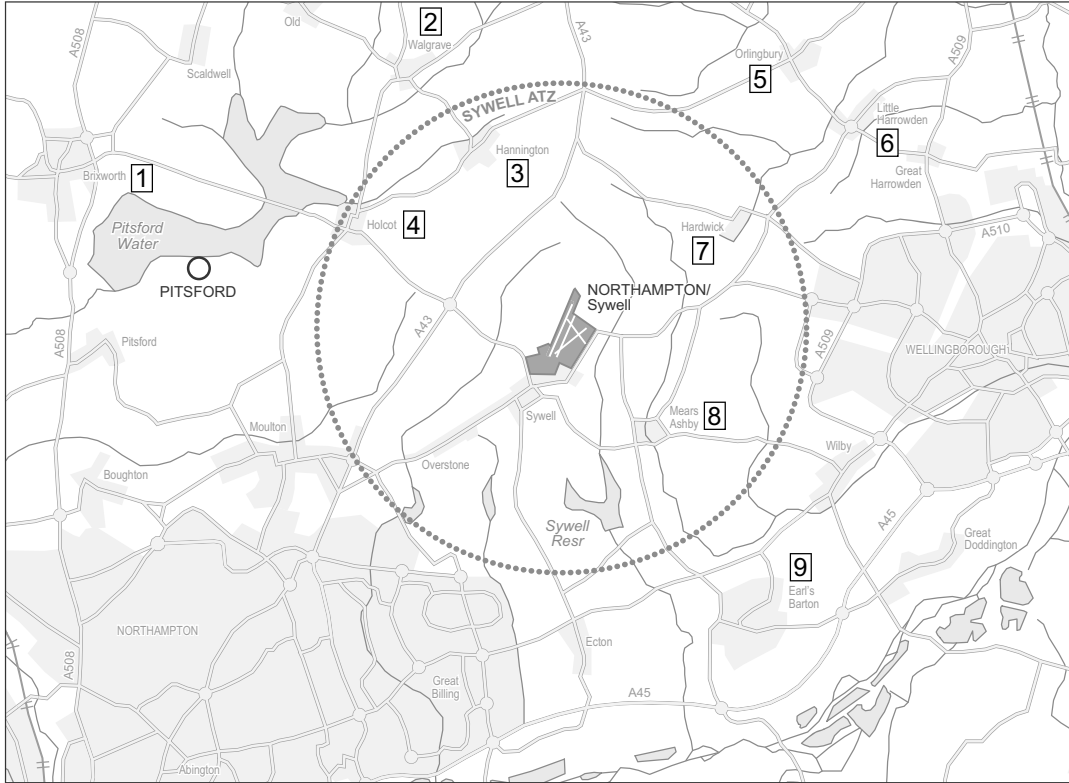 Old
2
Walgrave
A43
A508
Scaldwell
Orlingbury
5
A509
SYWELL ATZ
Little
Harrowden
6
Great
Harrowden
Hannington
3
Brixworth
1
Pitsford
Water
Holcot
4
Hardwick
7
A510
PITSFORD
NORTHAMPTON/
Sywell
A508
Pitsford
A43
A509
WELLINGBOROUGH
Mears
Ashby
8
Sywell
Moulton
Wilby
Overstone
Boughton
Sywell
Resr
A45
Great
Doddington
9
Earl's
Barton
NORTHAMPTON
Ecton
A508
Great
Billing
A45
Abington